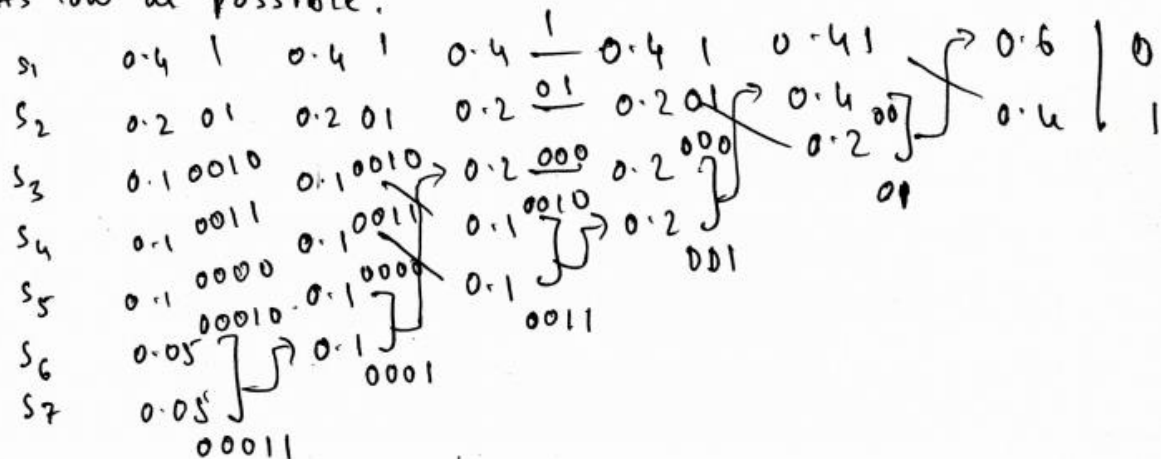 as low as possible.
S1 0.4 1 0.4 1 0.4 1 0.4 1 0.4 1 0.6 0
S2 0.2 01 0.2 01 0.2 01 0.2 01 0.4 00 0.4 1
S3 0.1 0010 0.1 0010 0.2 000 0.2 000 0.2 01
S4 0.1 0011 0.1 0011 0.1 0010 0.2 001
S5 0.1 0000 0.1 0000 0.1 0011
S6 0.05 00010 0.1 0001
S7 0.05 00011